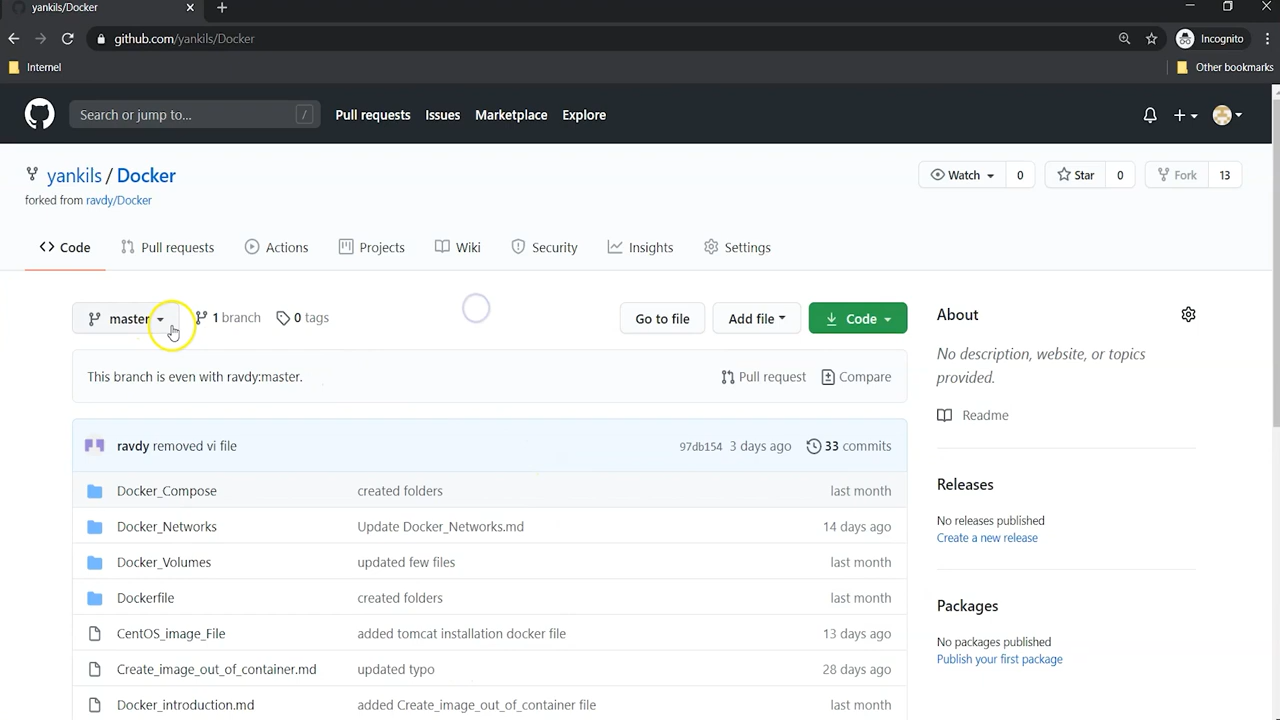 yankils/Docker
github.com/yankils/Docker
Incognito
Internet
Other bookmarks
Search or jump to...
/
Pull requests
Issues
Marketplace
Explore
yankils / Docker
forked from ravdy/Docker
Watch
0
Star
0
Fork
13
Code
Pull requests
Actions
Projects
Wiki
Security
Insights
Settings
master
1 branch
0 tags
Go to file
Add file
Code
This branch is even with ravdy:master.
Pull request
Compare
ravdy removed vi file
97db154 3 days ago
33 commits
Docker_Compose
created folders
last month
Docker_Networks
Update Docker_Networks.md
14 days ago
Docker_Volumes
updated few files
last month
Dockerfile
created folders
last month
CentOS_image_File
added tomcat installation docker file
13 days ago
Create_image_out_of_container.md
updated typo
28 days ago
Docker_introduction.md
added Create_image_out_of_container file
last month
About
No description, website, or topics
provided.
Readme
Releases
No releases published
Create a new release
Packages
No packages published
Publish your first package